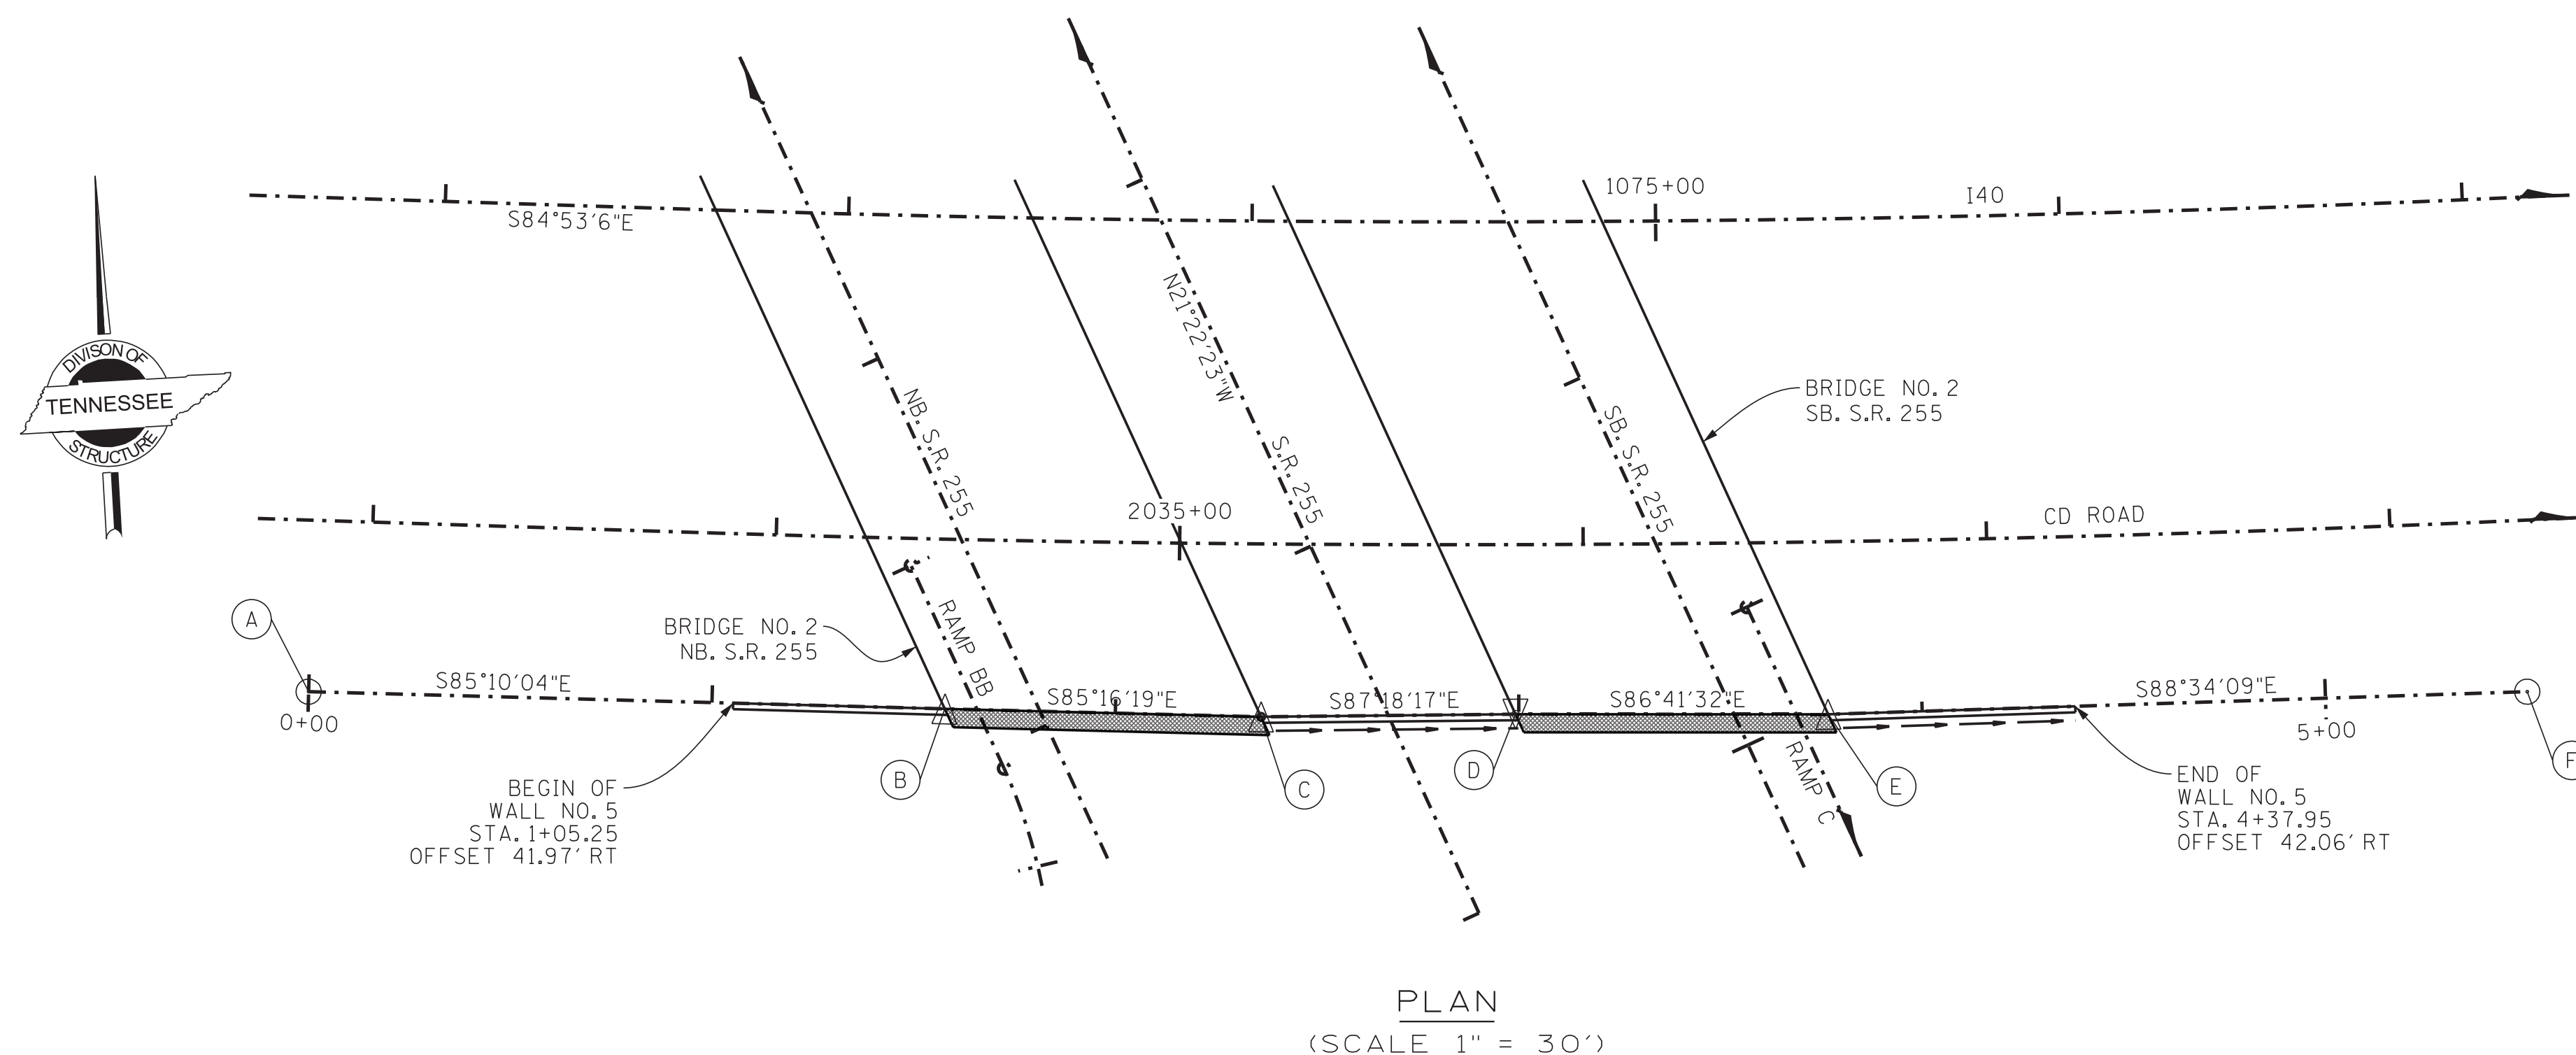 1075+00
I40
S84°53'6"E
N21°22'23"W
DIVISON OF
TENNESSEE
STRUCTURE
BRIDGE NO. 2
SB. S.R. 255
NB. S.R. 255
S.R. 255
SB. S.R. 255
2035+00
CD ROAD
A
BRIDGE NO. 2
NB. S.R. 255
RAMP BB
S85°10'04"E
S85°16'19"E
S87°18'17"E
S86°41'32"E
S88°34'09"E
0+00
5+00
RAMP C
B
C
D
E
F
BEGIN OF
WALL NO. 5
STA. 1+05.25
OFFSET 41.97' RT
END OF
WALL NO. 5
STA. 4+37.95
OFFSET 42.06' RT
PLAN
(SCALE 1" = 30')